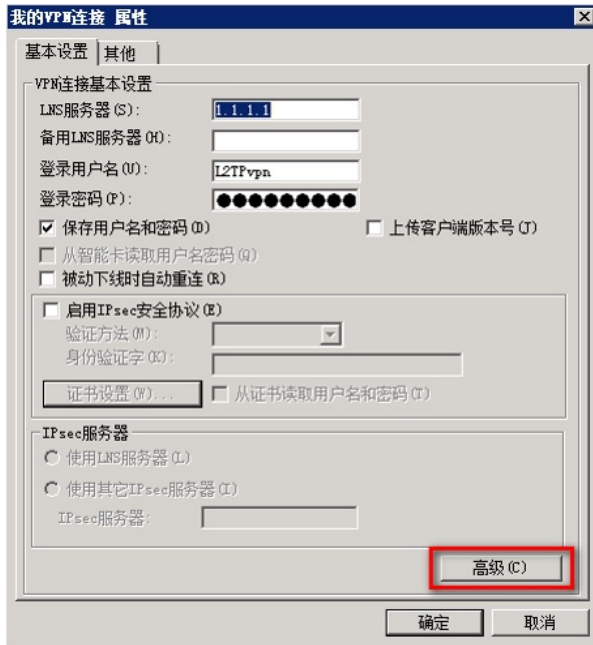 我的VPN连接 属性
基本设置 其他
VPN连接基本设置
LNS服务器(S): 1.1.1.1
备用LNS服务器(H):
登录用户名(U): L2TPvpn
登录密码(P): ●●●●●●●●●
保存用户名和密码(D) 上传客户端版本号(J)
从智能卡读取用户名密码(Q)
被动下线时自动重连(R)
启用IPsec安全协议(E)
验证方法(M):
身份验证字(K):
证书设置(W)... 从证书读取用户名和密码(T)
IPsec服务器
使用LNS服务器(L)
使用其它IPsec服务器(I)
IPsec服务器:
高级(C)
确定 取消